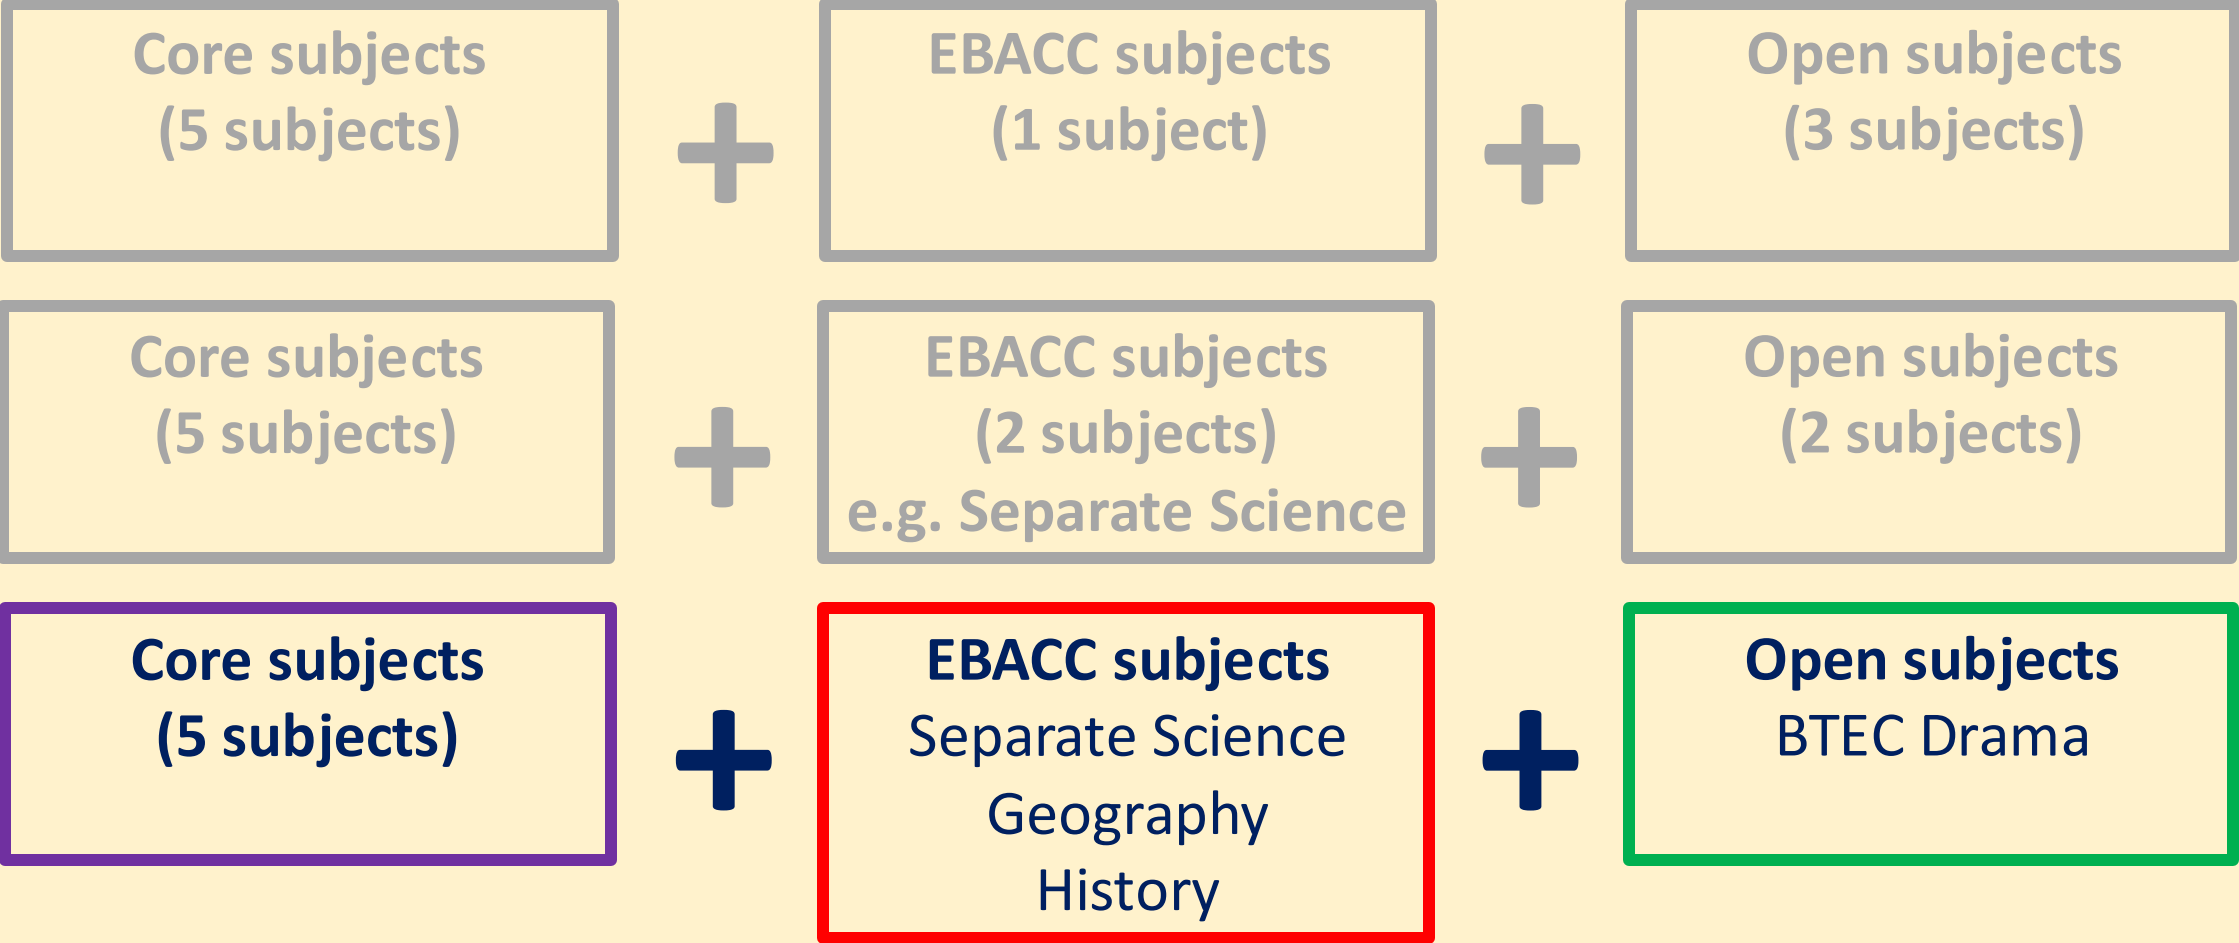 Core subjects
(5 subjects)
+
EBACC subjects
(1 subject)
+
Open subjects
(3 subjects)
Core subjects
(5 subjects)
+
EBACC subjects
(2 subjects)
e.g. Separate Science
+
Open subjects
(2 subjects)
Core subjects
(5 subjects)
+
EBACC subjects
Separate Science
Geography
History
+
Open subjects
BTEC Drama